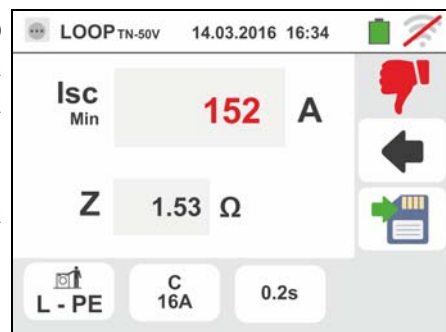 LOOP TN-50V 14.03.2016 16:34
Isc
Min
152 A
Z 1.53 Ω
L - PE
C
16A
0.2s